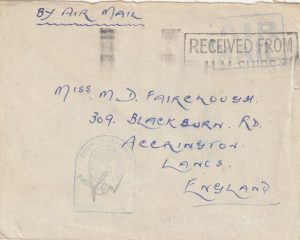 BY AIR MAIL
RECEIVED FROM
H.M. SHIPS
MISS. M. D. FAIRCLOUGH.
309. BLACKBURN. RD.
ACCRINGTON.
LANCS.
ENGLAND